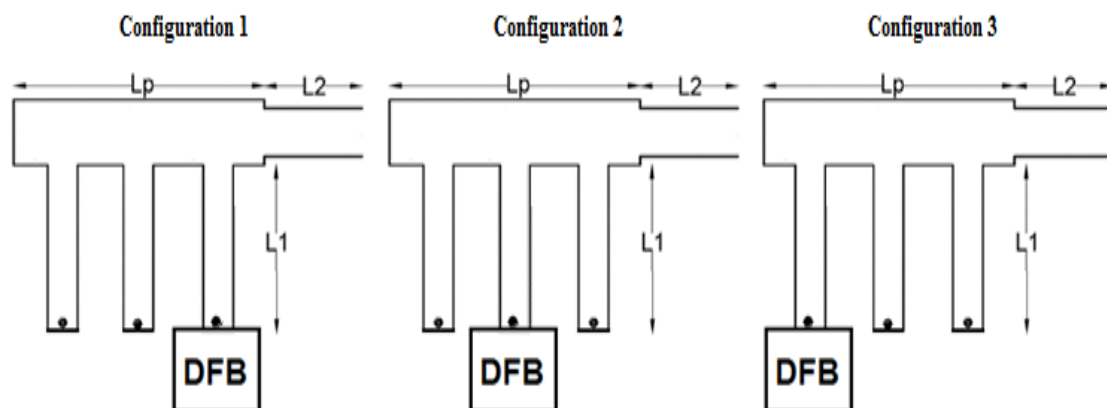 Configuration 1
Configuration 2
Configuration 3
Lp
L2
Lp
L2
Lp
L2
L1
L1
L1
DFB
DFB
DFB